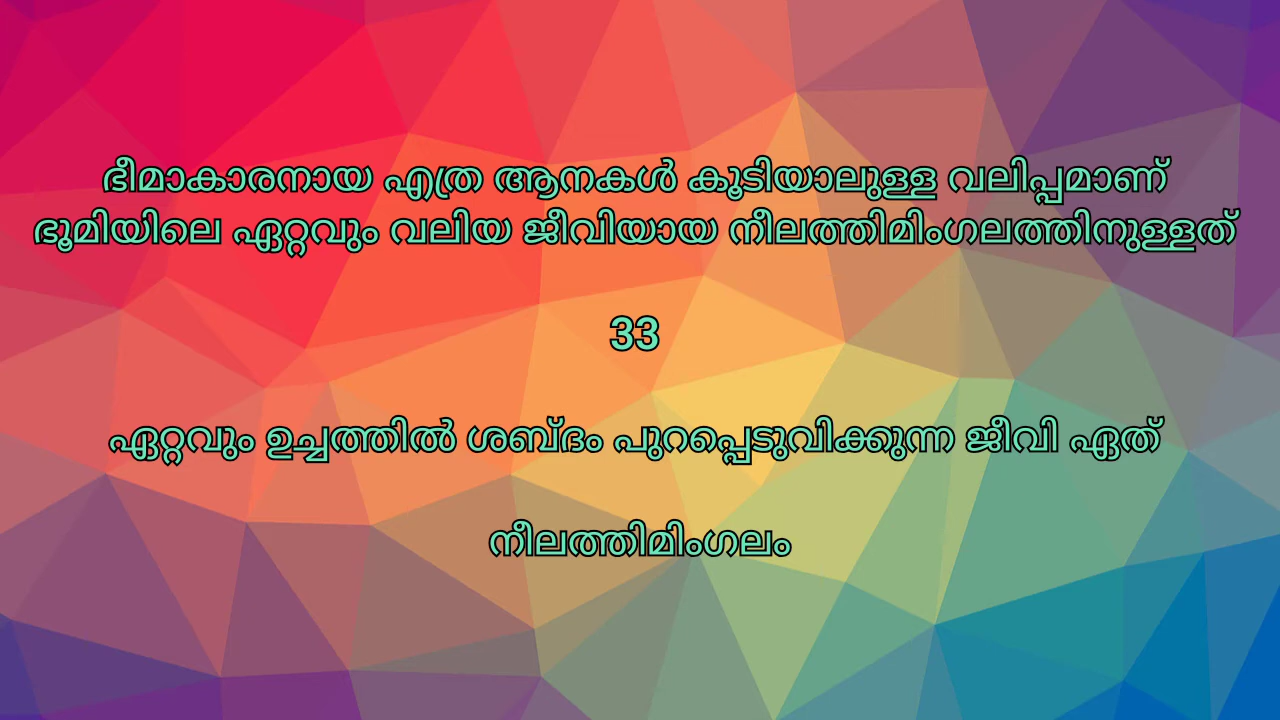 ഭീമാകാരനായ എത്ര ആനകൾ കൂടിയാലുള്ള വലിപ്പമാണ്
ഭൂമിയിലെ ഏറ്റവും വലിയ ജീവിയായ നീലത്തിമിംഗലത്തിനുള്ളത്
33
ഏറ്റവും ഉച്ചത്തിൽ ശബ്ദം പുറപ്പെടുവിക്കുന്ന ജീവി ഏത്
നീലത്തിമിംഗലം